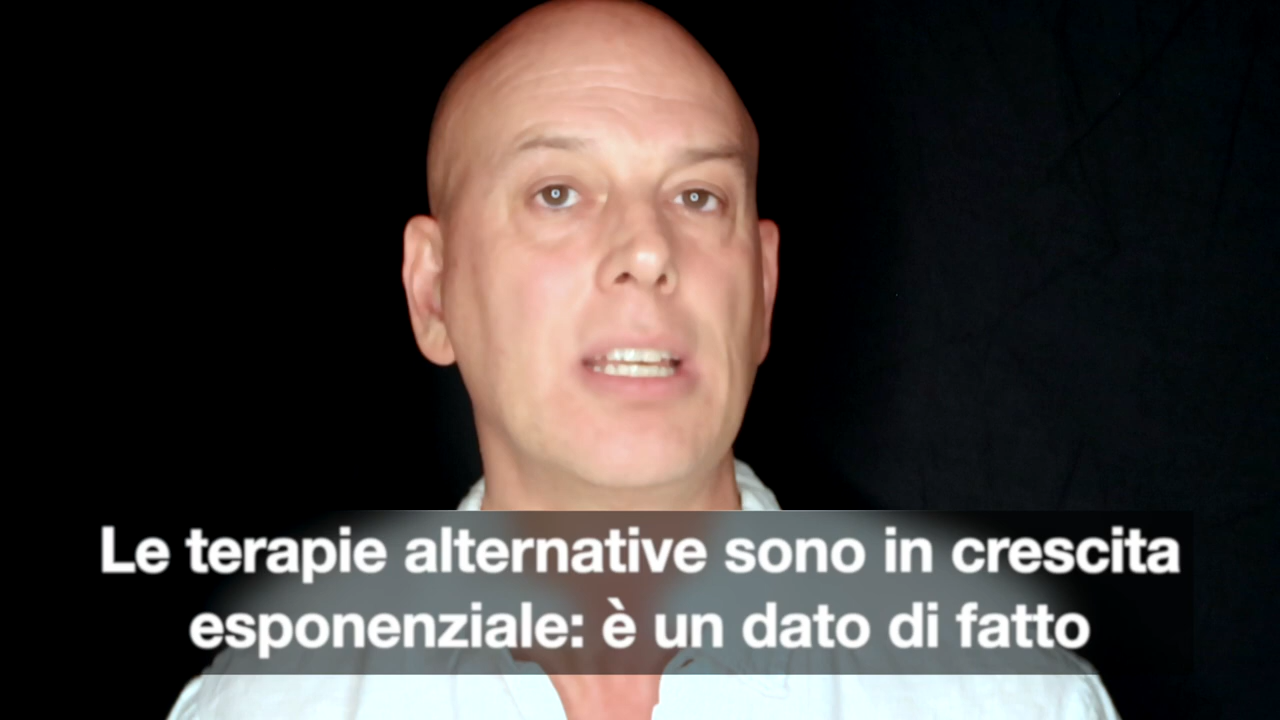 Le terapie alternative sono in crescita
esponenziale: è un dato di fatto